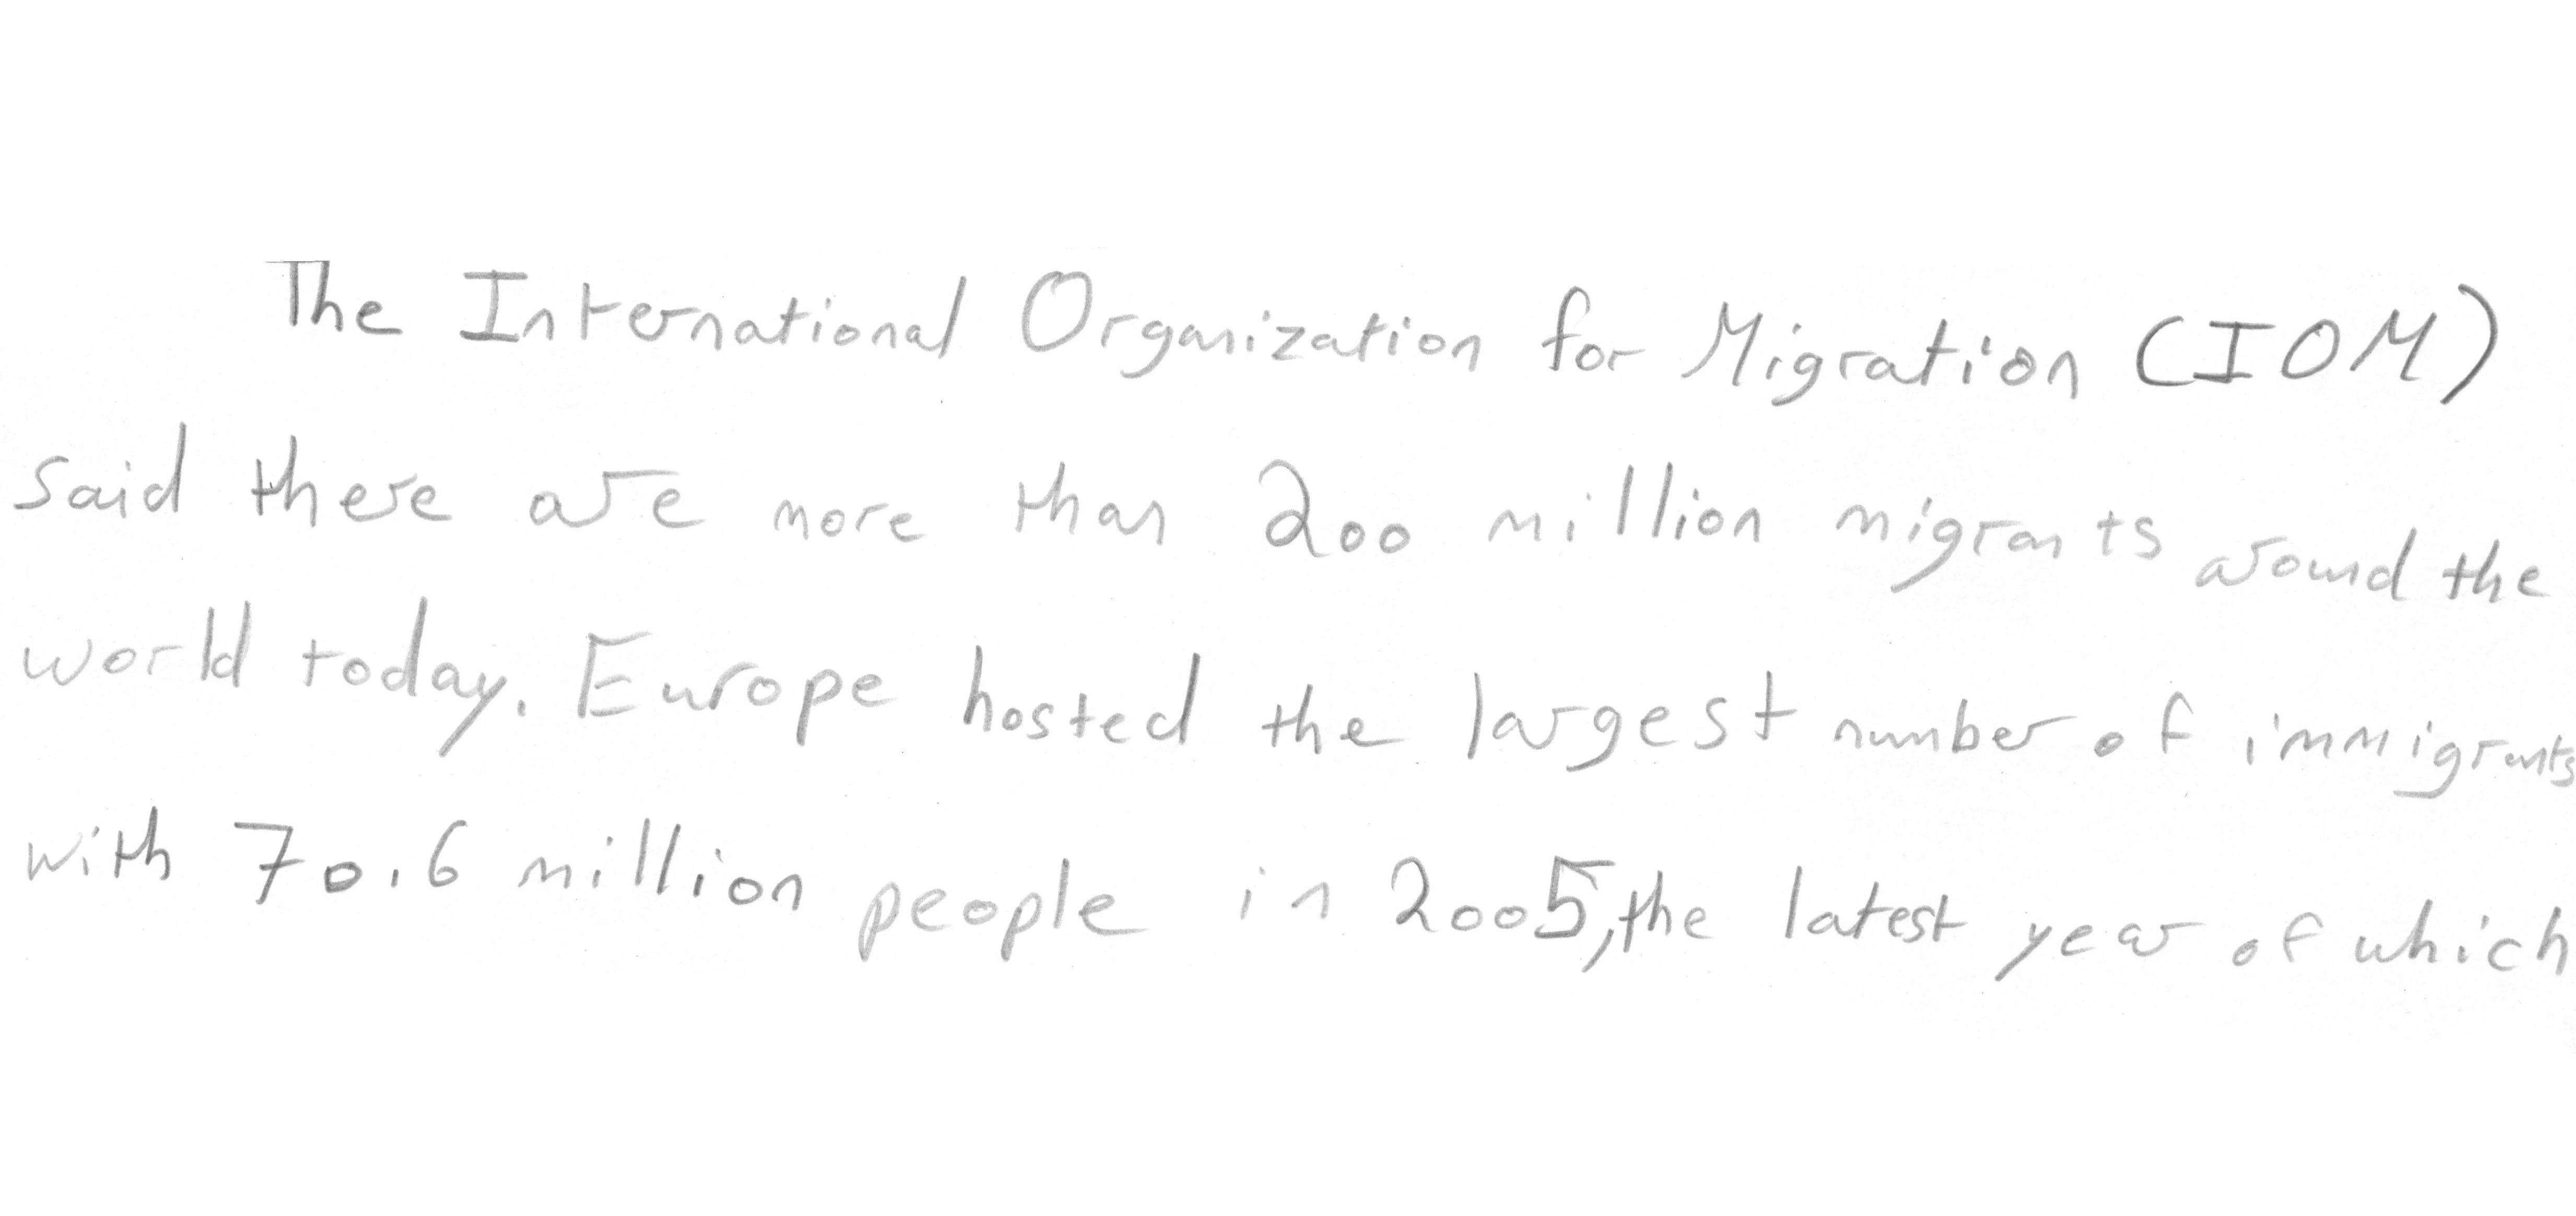 The International Organization for Migration (IOM)
said there are more than 200 million migrants around the
world today. Europe hosted the largest number of immigrants
with 70.6 million people in 2005, the latest year of which